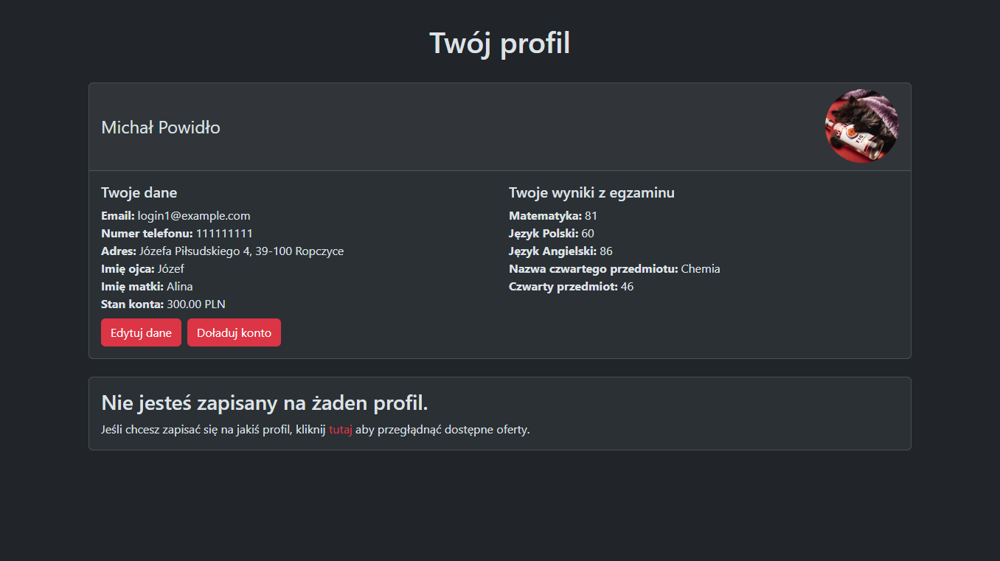 Twój profil
Michał Powidło
Twoje dane
Email: login1@example.com
Numer telefonu: 111111111
Adres: Józefa Piłsudskiego 4, 39-100 Ropczyce
Imię ojca: Józef
Imię matki: Alina
Stan konta: 300.00 PLN
Edytuj dane
Doładuj konto
Twoje wyniki z egzaminu
Matematyka: 81
Język Polski: 60
Język Angielski: 86
Nazwa czwartego przedmiotu: Chemia
Czwarty przedmiot: 46
Nie jesteś zapisany na żaden profil.
Jeśli chcesz zapisać się na jakiś profil, kliknij tutaj aby przegłądnąć dostępne oferty.